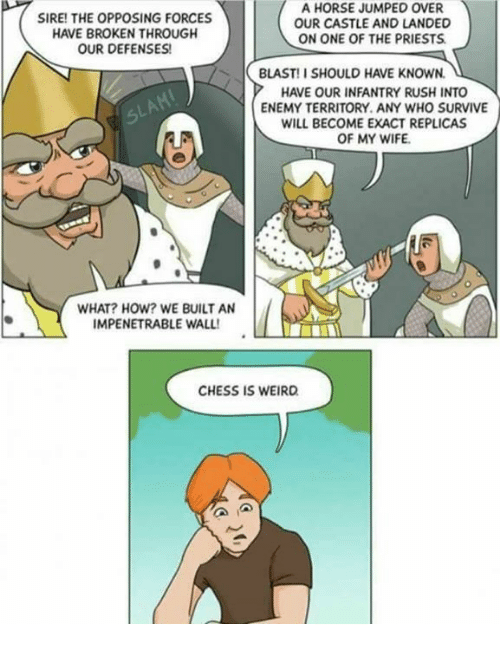 SIRE! THE OPPOSING FORCES
HAVE BROKEN THROUGH
OUR DEFENSES!
SLAM!
WHAT? HOW? WE BUILT AN
IMPENETRABLE WALL!
A HORSE JUMPED OVER
OUR CASTLE AND LANDED
ON ONE OF THE PRIESTS.
BLAST! I SHOULD HAVE KNOWN.
HAVE OUR INFANTRY RUSH INTO
ENEMY TERRITORY. ANY WHO SURVIVE
WILL BECOME EXACT REPLICAS
OF MY WIFE.
CHESS IS WEIRD.